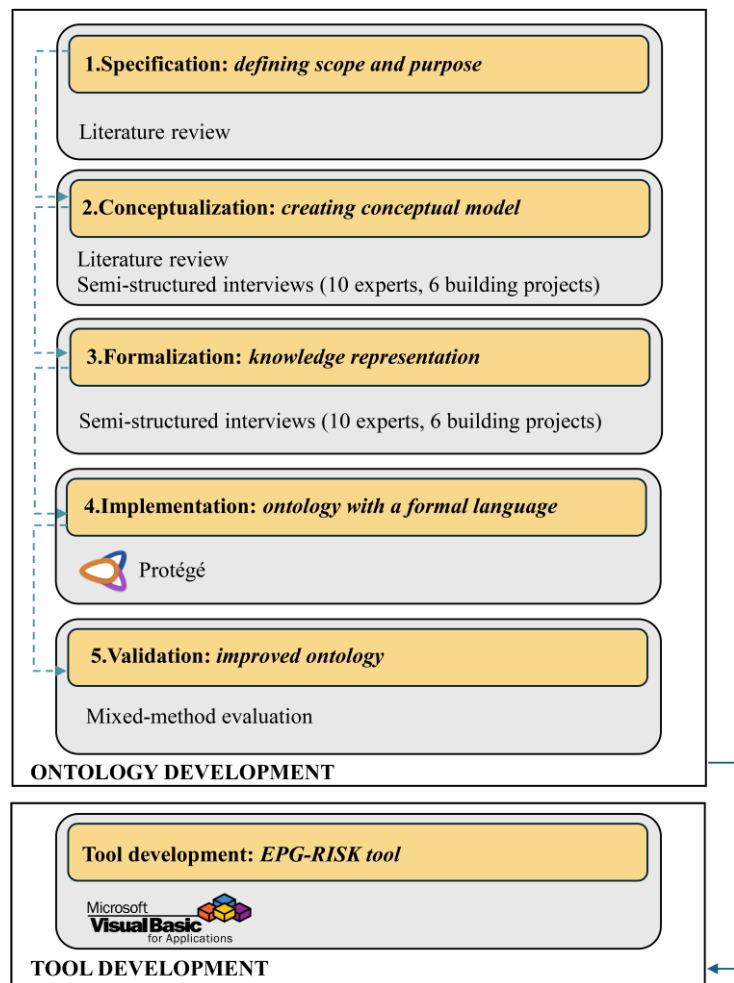 1.Specification: defining scope and purpose
Literature review
2.Conceptualization: creating conceptual model
Literature review
Semi-structured interviews (10 experts, 6 building projects)
3.Formalization: knowledge representation
Semi-structured interviews (10 experts, 6 building projects)
4.Implementation: ontology with a formal language
Protégé
5.Validation: improved ontology
Mixed-method evaluation
ONTOLOGY DEVELOPMENT
Tool development: EPG-RISK tool
Microsoft
Visual Basic
for Applications
TOOL DEVELOPMENT